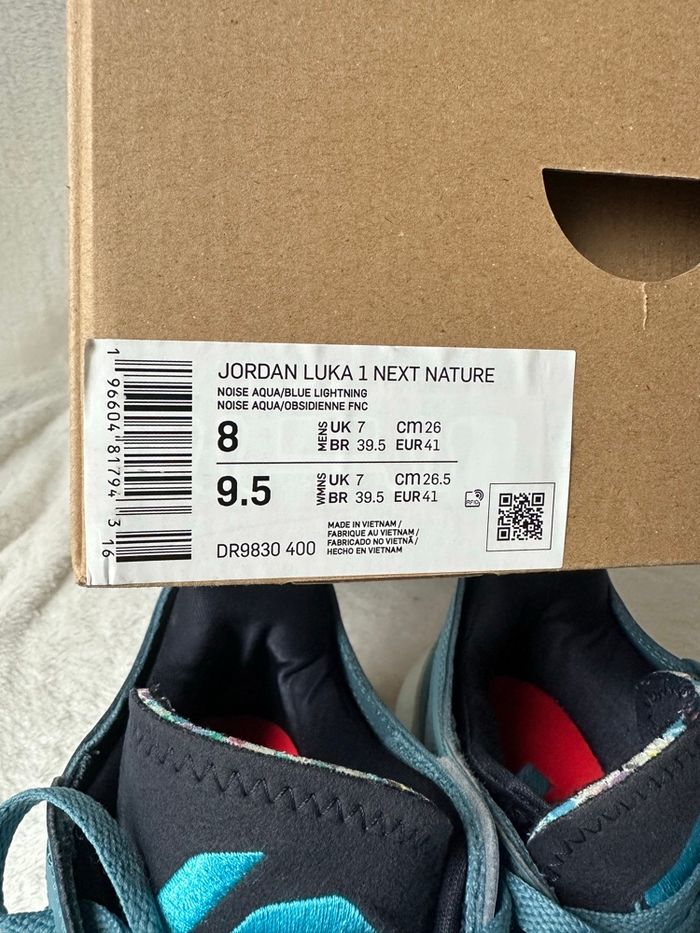 JORDAN LUKA 1 NEXT NATURE
NOISE AQUA/BLUE LIGHTNING
NOISE AQUA/OBSIDIENNE FNC
8
MENS
UK 7 CM 26
BR 39.5 EUR 41
9.5
WMNS
UK 7 CM 26.5
BR 39.5 EUR 41
RFID
DR9830 400
MADE IN VIETNAM /
FABRIQUE AU VIETNAM /
FABRICADO NO VIETNÃ /
HECHO EN VIETNAM
1 96604 81794 3 16